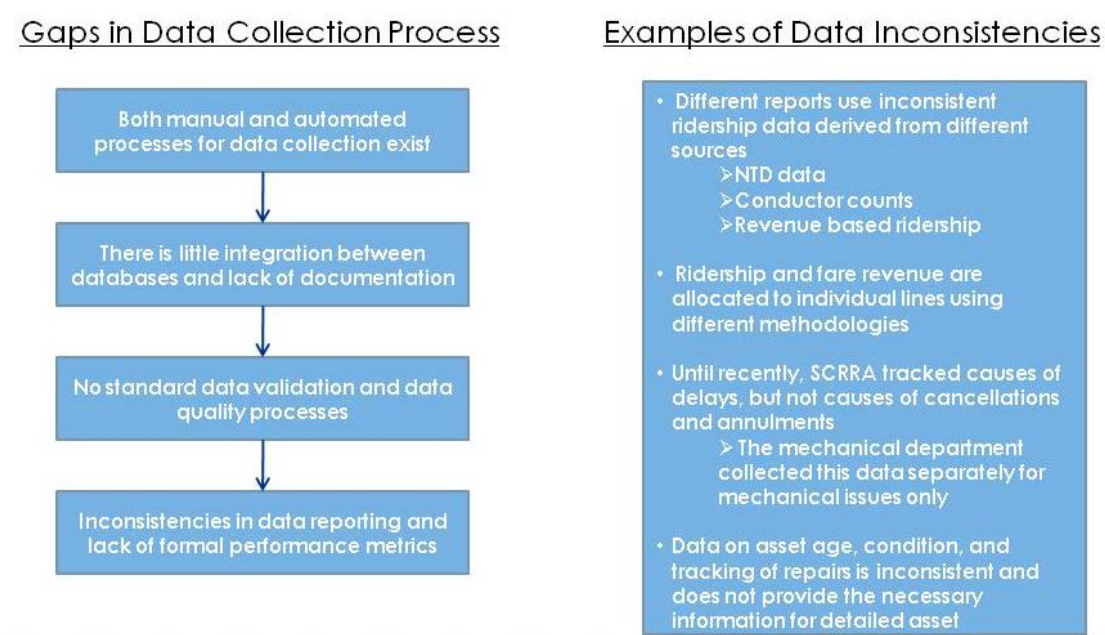 Gaps in Data Collection Process
Both manual and automated
processes for data collection exist
There is little integration between
databases and lack of documentation
No standard data validation and data
quality processes
Inconsistencies in data reporting and
lack of formal performance metrics
Examples of Data Inconsistencies
• Different reports use inconsistent
ridership data derived from different
sources
➢NTD data
➢Conductor counts
➢Revenue based ridership
• Ridership and fare revenue are
allocated to individual lines using
different methodologies
• Until recently, SCRRA tracked causes of
delays, but not causes of cancellations
and annulments
➢ The mechanical department
collected this data separately for
mechanical issues only
• Data on asset age, condition, and
tracking of repairs is inconsistent and
does not provide the necessary
information for detailed asset